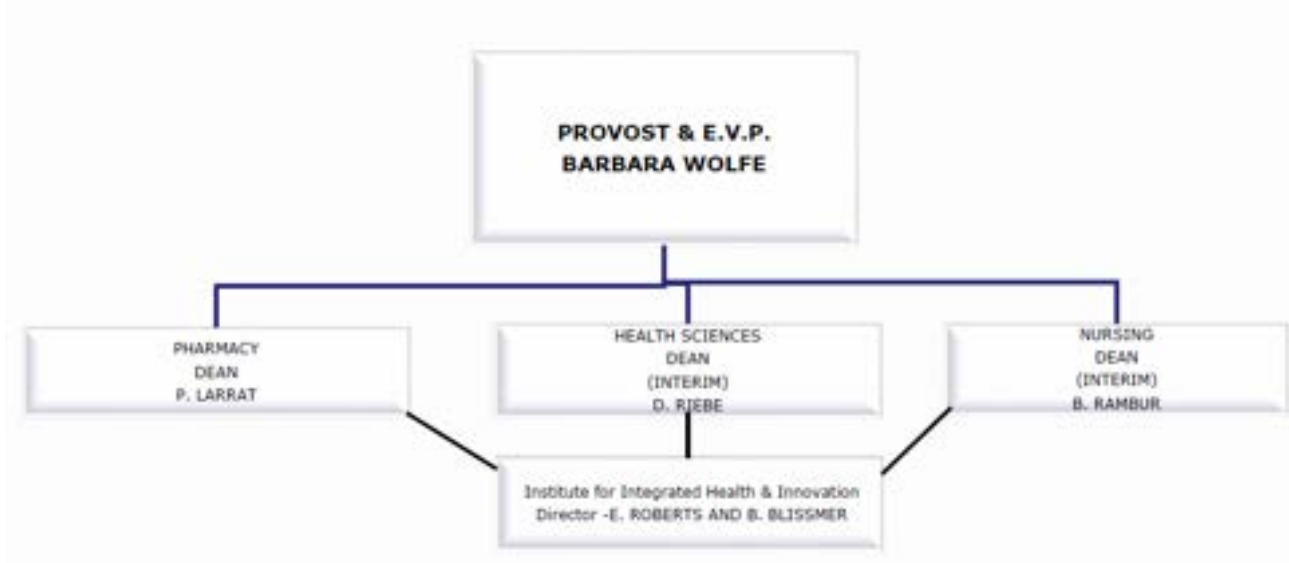 PROVOST & E.V.P.
BARBARA WOLFE
PHARMACY
DEAN
P. LARRAT
HEALTH SCIENCES
DEAN
(INTERIM)
D. RIEBE
NURSING
DEAN
(INTERIM)
B. RAMBUR
Institute for Integrated Health & Innovation
Director -E. ROBERTS AND B. BLISSMER